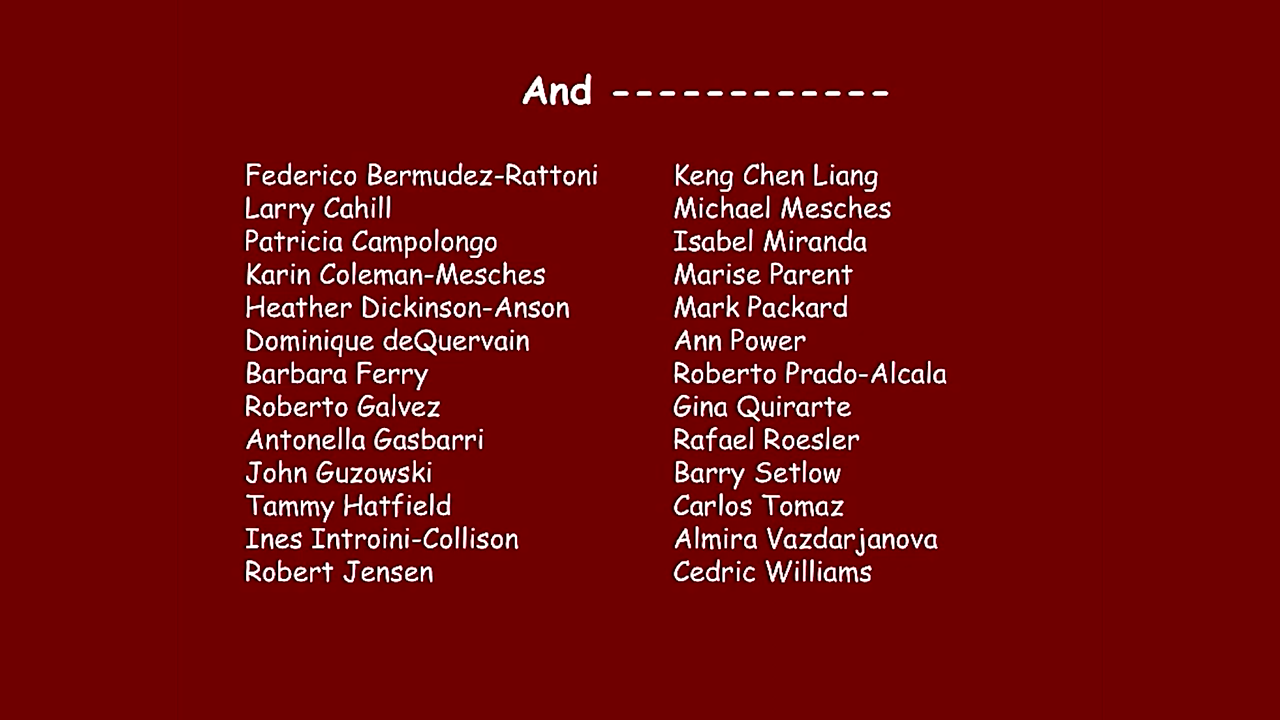 And ------------
Federico Bermudez-Rattoni
Larry Cahill
Patricia Campolongo
Karin Coleman-Mesches
Heather Dickinson-Anson
Dominique deQuervain
Barbara Ferry
Roberto Galvez
Antonella Gasbarri
John Guzowski
Tammy Hatfield
Ines Introini-Collison
Robert Jensen
Keng Chen Liang
Michael Mesches
Isabel Miranda
Marise Parent
Mark Packard
Ann Power
Roberto Prado-Alcala
Gina Quirarte
Rafael Roesler
Barry Setlow
Carlos Tomaz
Almira Vazdarjanova
Cedric Williams